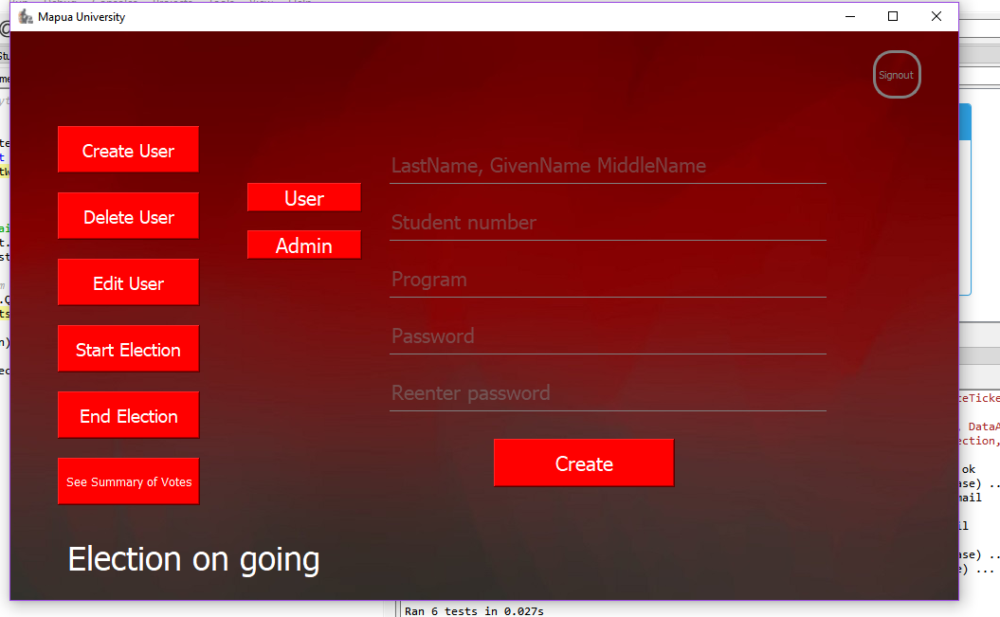 Mapua University
Signout
Create User
Delete User
Edit User
Start Election
End Election
See Summary of Votes
User
Admin
LastName, GivenName MiddleName
Student number
Program
Password
Reenter password
Create
Election on going
ok
Ran 6 tests in 0.027s